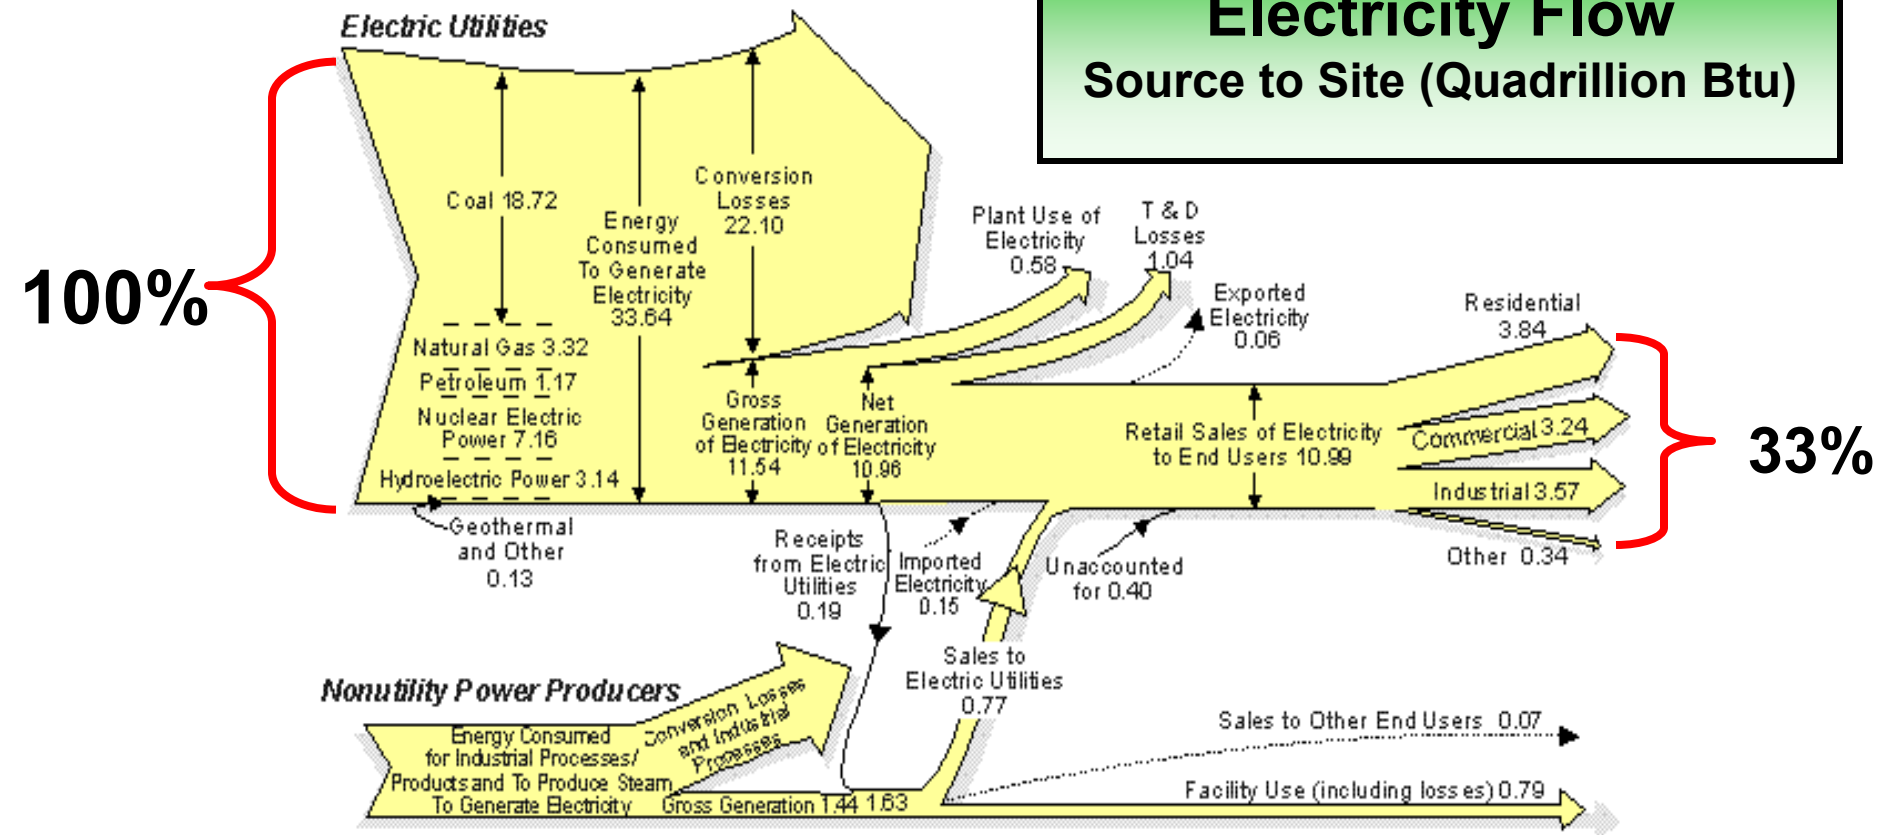 Electricity Flow
Source to Site (Quadrillion Btu)
Electric Utilities
100%
Coal 18.72
Energy
Consumed
To Generate
Electricity
33.64
Conversion
Losses
22.10
Natural Gas 3.32
Petroleum 1.17
Nuclear Electric
Power 7.16
Hydroelectric Power 3.14
Geothermal
and Other
0.13
Gross
Generation
of Electricity
11.54
Net
Generation
of Electricity
10.96
Plant Use of
Electricity
0.58
T & D
Losses
1.04
Exported
Electricity
0.06
Retail Sales of Electricity
to End Users 10.99
Residential
3.84
Commercial 3.24
Industrial 3.57
Other 0.34
33%
Receipts
from Electric
Utilities
0.19
Imported
Electricity
0.15
Unaccounted
for 0.40
Sales to
Electric Utilities
0.77
Nonutility Power Producers
Energy Consumed
for Industrial Processes/
Products and To Produce Steam
To Generate Electricity
Conversion Losses
and Industrial
Processes
Gross Generation 1.44 1.63
Sales to Other End Users 0.07
Facility Use (including losses) 0.79